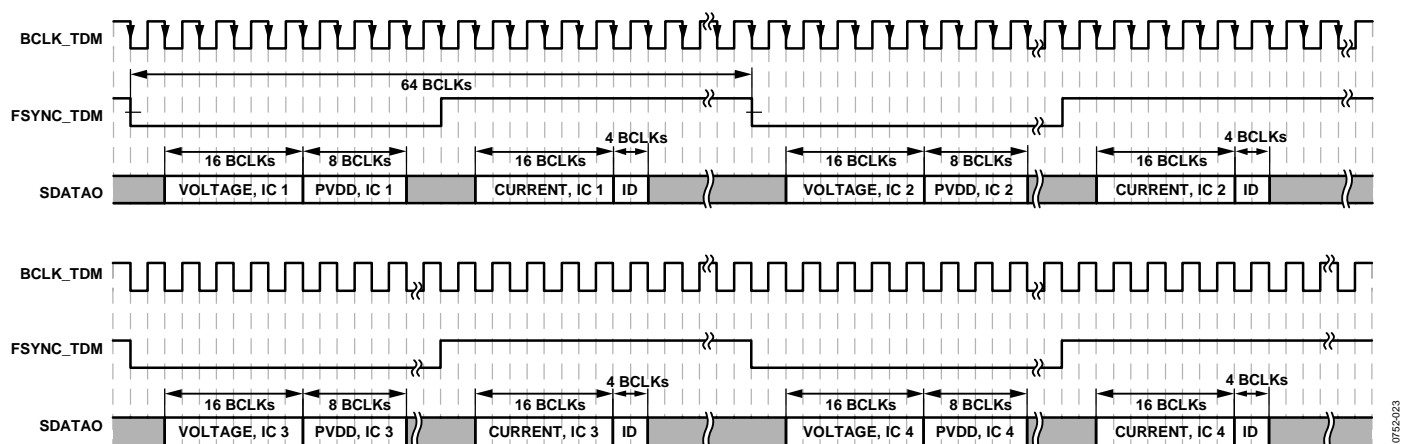 BCLK_TDM
64 BCLKs
FSYNC_TDM
4 BCLKs 4 BCLKs
16 BCLKs 8 BCLKs 16 BCLKs 16 BCLKs 8 BCLKs 16 BCLKs
SDATAO VOLTAGE, IC 1 PVDD, IC 1 CURRENT, IC 1 ID VOLTAGE, IC 2 PVDD, IC 2 CURRENT, IC 2 ID
BCLK_TDM
FSYNC_TDM
4 BCLKs 4 BCLKs
16 BCLKs 8 BCLKs 16 BCLKs 16 BCLKs 8 BCLKs 16 BCLKs
SDATAO VOLTAGE, IC 3 PVDD, IC 3 CURRENT, IC 3 ID VOLTAGE, IC 4 PVDD, IC 4 CURRENT, IC 4 ID
0752-023